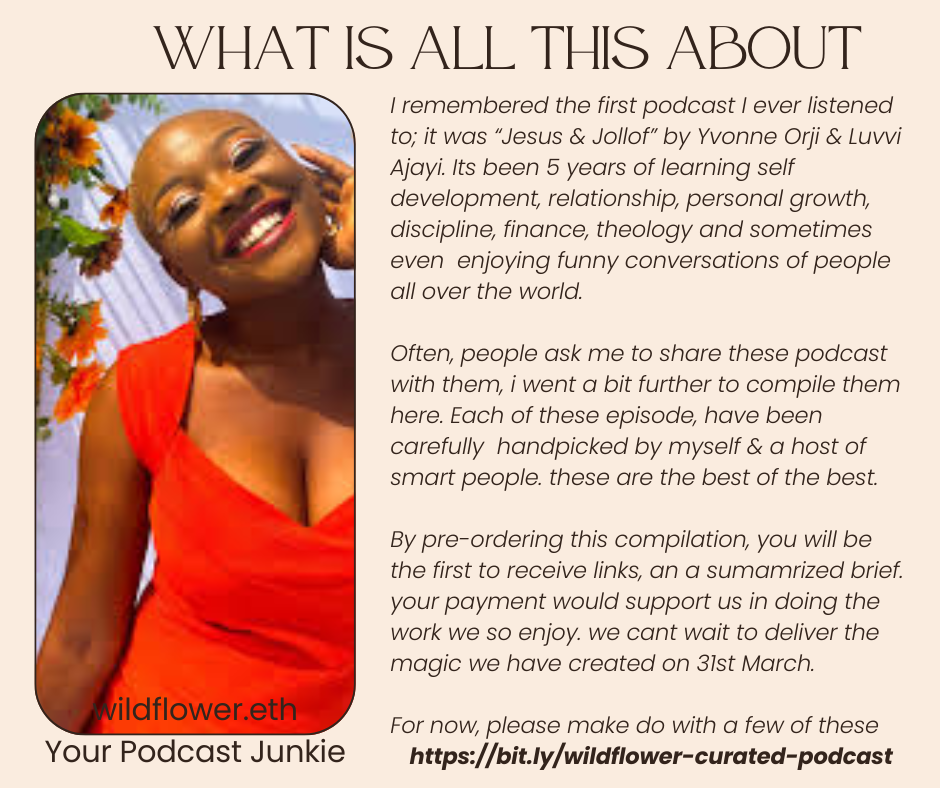 WHAT IS ALL THIS ABOUT
I remembered the first podcast I ever listened
to; it was “Jesus & Jollof” by Yvonne Orji & Luvvi
Ajayi. Its been 5 years of learning self
development, relationship, personal growth,
discipline, finance, theology and sometimes
even  enjoying funny conversations of people
all over the world.
Often, people ask me to share these podcast
with them, i went a bit further to compile them
here. Each of these episode, have been
carefully  handpicked by myself & a host of
smart people. these are the best of the best.
By pre-ordering this compilation, you will be
the first to receive links, an a sumamrized brief.
your payment would support us in doing the
work we so enjoy. we cant wait to deliver the
magic we have created on 31st March.
For now, please make do with a few of these
https://bit.ly/wildflower-curated-podcast
wildflower.eth
Your Podcast Junkie